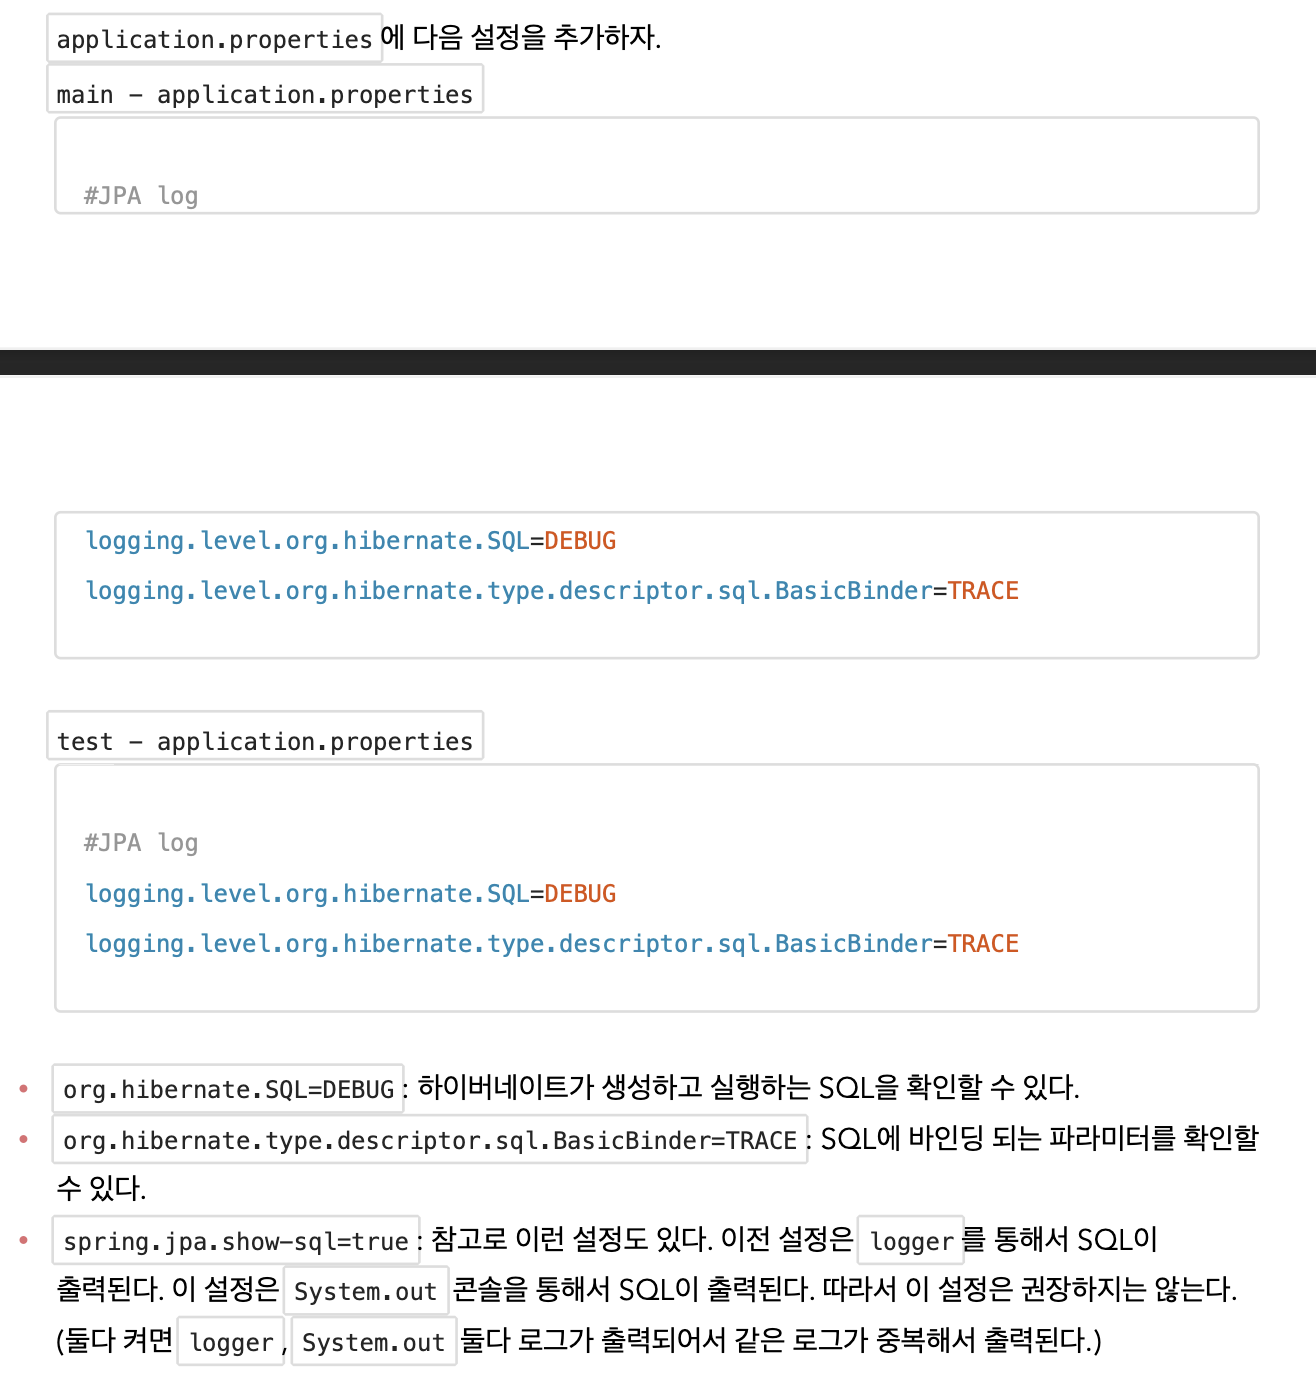 application.properties에 다음 설정을 추가하자.
main - application.properties
#JPA log
logging.level.org.hibernate.SQL=DEBUG
logging.level.org.hibernate.type.descriptor.sql.BasicBinder=TRACE
test - application.properties
#JPA log
logging.level.org.hibernate.SQL=DEBUG
logging.level.org.hibernate.type.descriptor.sql.BasicBinder=TRACE
• org.hibernate.SQL=DEBUG : 하이버네이트가 생성하고 실행하는 SQL을 확인할 수 있다.
• org.hibernate.type.descriptor.sql.BasicBinder=TRACE : SQL에 바인딩 되는 파라미터를 확인할
수 있다.
• spring.jpa.show-sql=true : 참고로 이런 설정도 있다. 이전 설정은 logger 를 통해서 SQL이
출력된다. 이 설정은 System.out 콘솔을 통해서 SQL이 출력된다. 따라서 이 설정은 권장하지는 않는다.
(둘다 켜면 logger , System.out 둘다 로그가 출력되어서 같은 로그가 중복해서 출력된다.)